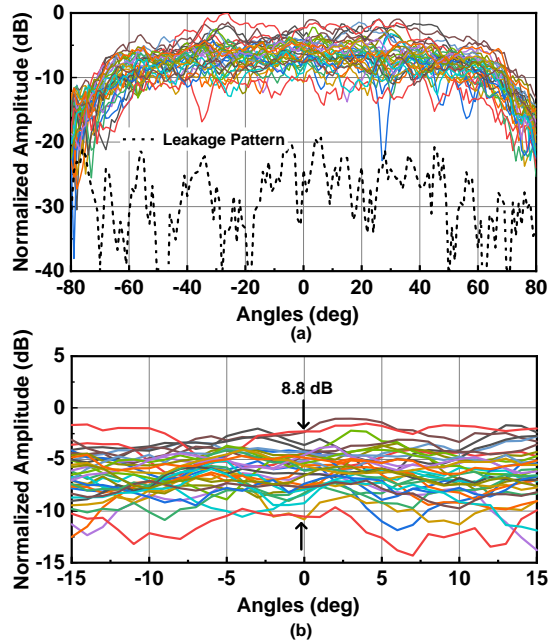 0
-10
-20
-30
-40
Normalized Amplitude (dB)
Leakage Pattern
-80 -60 -40 -20 0 20 40 60 80
Angles (deg)
(a)
5
0
-5
-10
-15
Normalized Amplitude (dB)
8.8 dB
-15 -10 -5 0 5 10 15
Angles (deg)
(b)